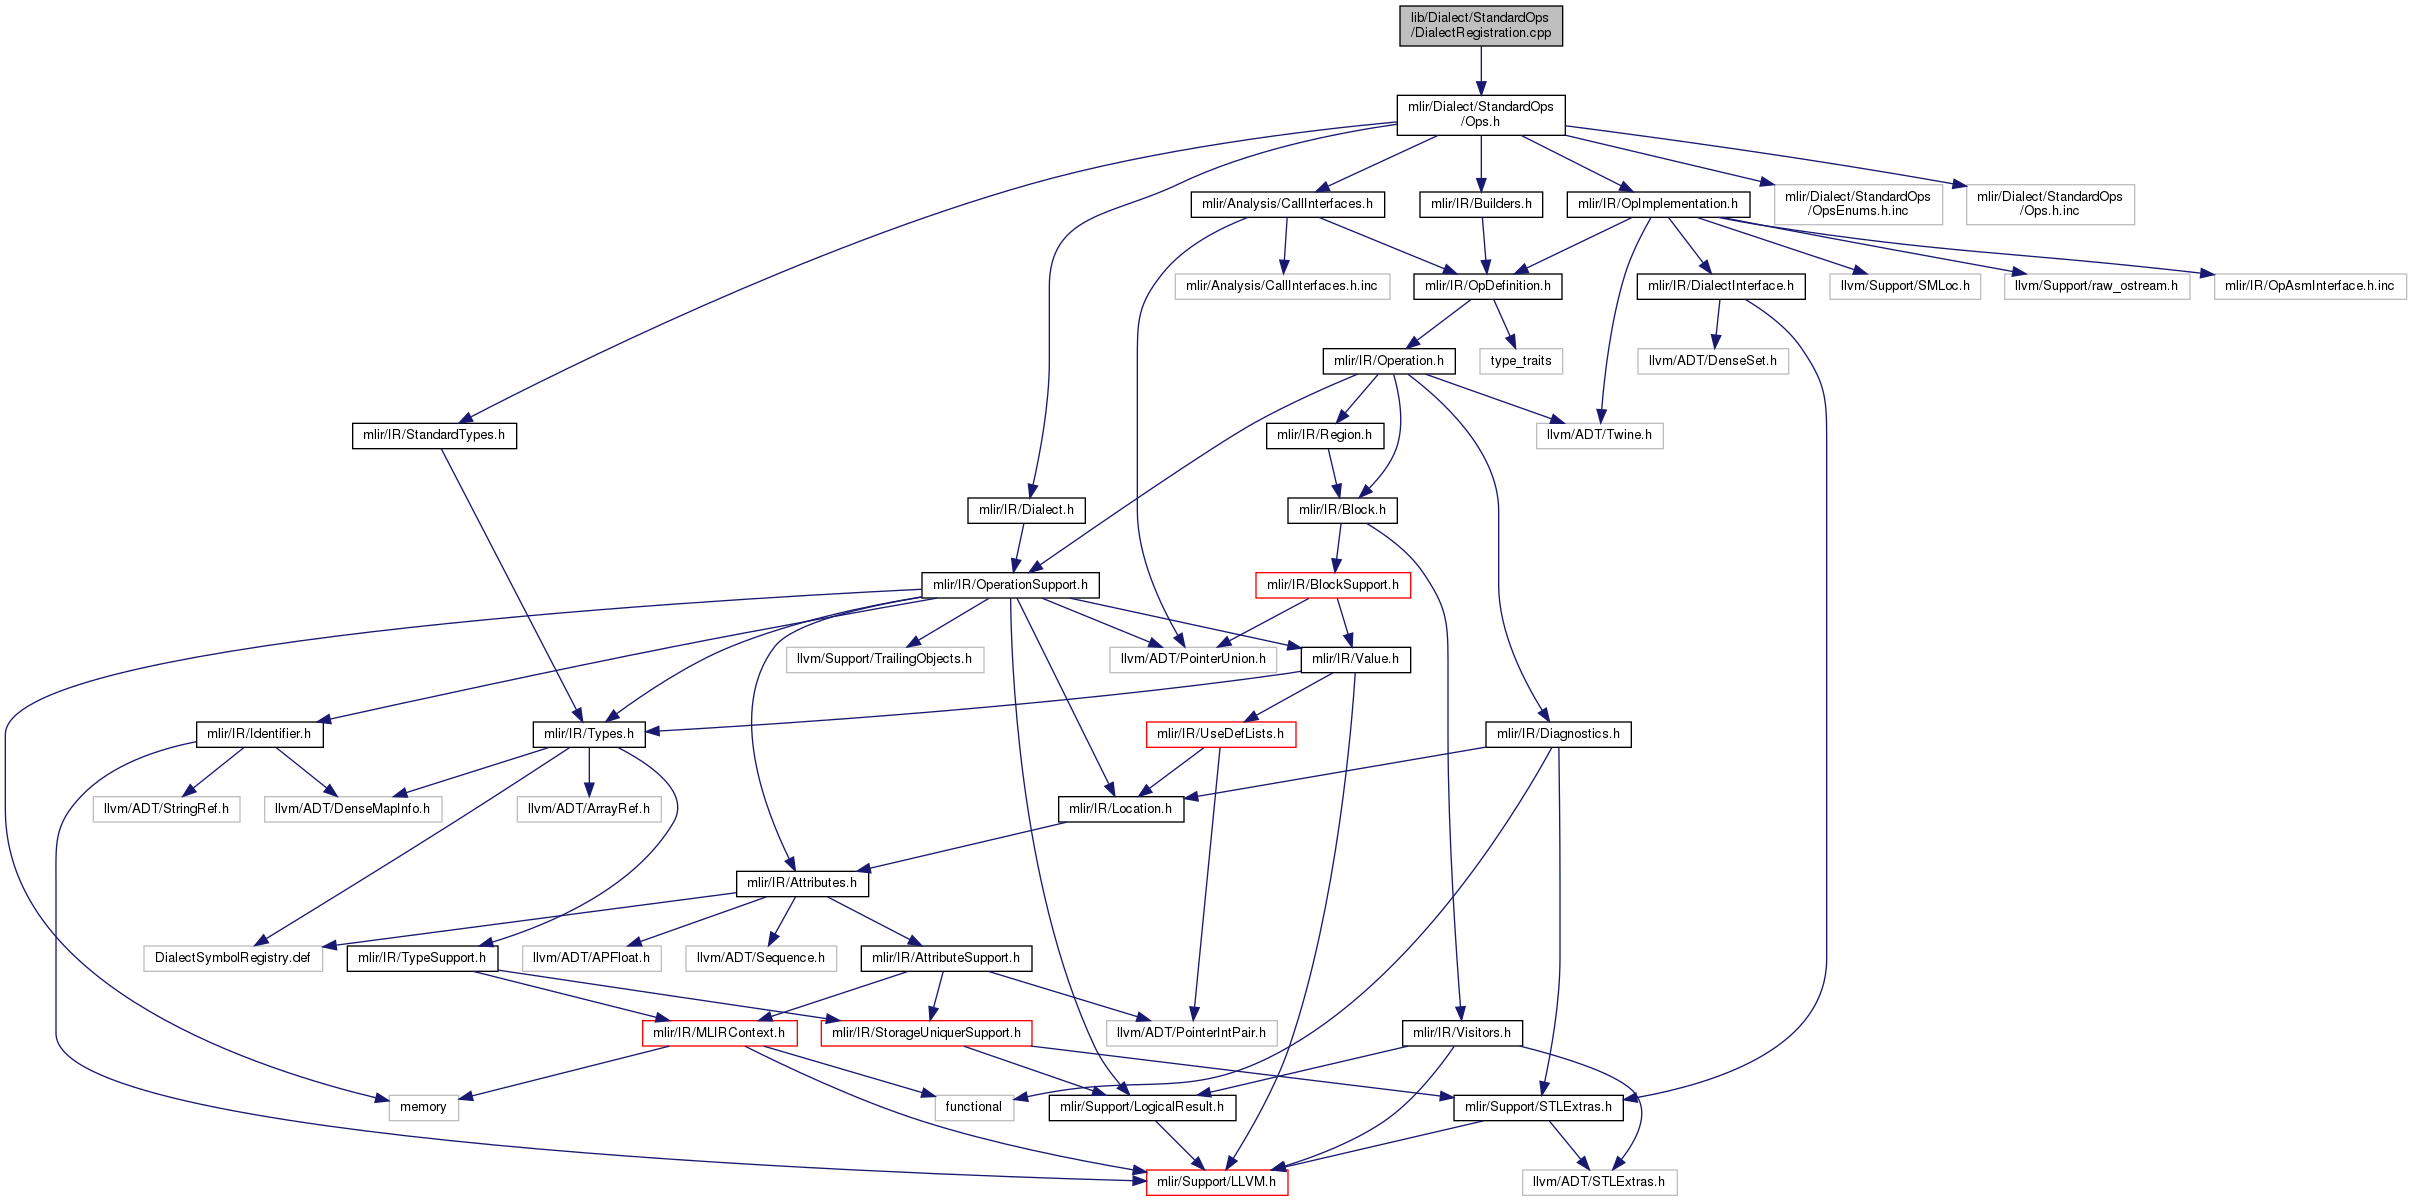 lib/Dialect/StandardOps
/DialectRegistration.cpp
mlir/Dialect/StandardOps
/Ops.h
mlir/Analysis/CallInterfaces.h
mlir/IR/Builders.h
mlir/IR/OpImplementation.h
mlir/Dialect/StandardOps
/OpsEnums.h.inc
mlir/Dialect/StandardOps
/Ops.h.inc
mlir/Analysis/CallInterfaces.h.inc
mlir/IR/OpDefinition.h
mlir/IR/DialectInterface.h
llvm/Support/SMLoc.h
llvm/Support/raw_ostream.h
mlir/IR/OpAsmInterface.h.inc
mlir/IR/Operation.h
type_traits
llvm/ADT/DenseSet.h
mlir/IR/StandardTypes.h
mlir/IR/Region.h
llvm/ADT/Twine.h
mlir/IR/Dialect.h
mlir/IR/Block.h
mlir/IR/OperationSupport.h
mlir/IR/BlockSupport.h
llvm/Support/TrailingObjects.h
llvm/ADT/PointerUnion.h
mlir/IR/Value.h
mlir/IR/Identifier.h
mlir/IR/Types.h
mlir/IR/UseDefLists.h
mlir/IR/Diagnostics.h
llvm/ADT/StringRef.h
llvm/ADT/DenseMapInfo.h
llvm/ADT/ArrayRef.h
mlir/IR/Location.h
mlir/IR/Attributes.h
DialectSymbolRegistry.def
mlir/IR/TypeSupport.h
llvm/ADT/APFloat.h
llvm/ADT/Sequence.h
mlir/IR/AttributeSupport.h
mlir/IR/MLIRContext.h
mlir/IR/StorageUniquerSupport.h
llvm/ADT/PointerIntPair.h
mlir/IR/Visitors.h
memory
functional
mlir/Support/LogicalResult.h
mlir/Support/STLExtras.h
mlir/Support/LLVM.h
llvm/ADT/STLExtras.h